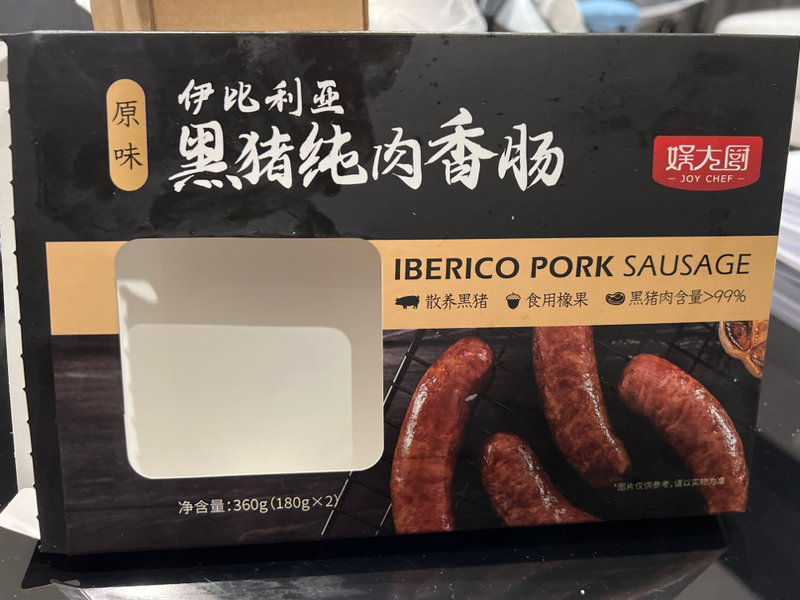 原味
伊比利亚
黑猪纯肉香肠
娱大厨
— JOY CHEF —
IBERICO PORK SAUSAGE
散养黑猪 食用橡果 黑猪肉含量>99%
净含量:360g(180g×2)
*图片仅供参考,请以实物为准